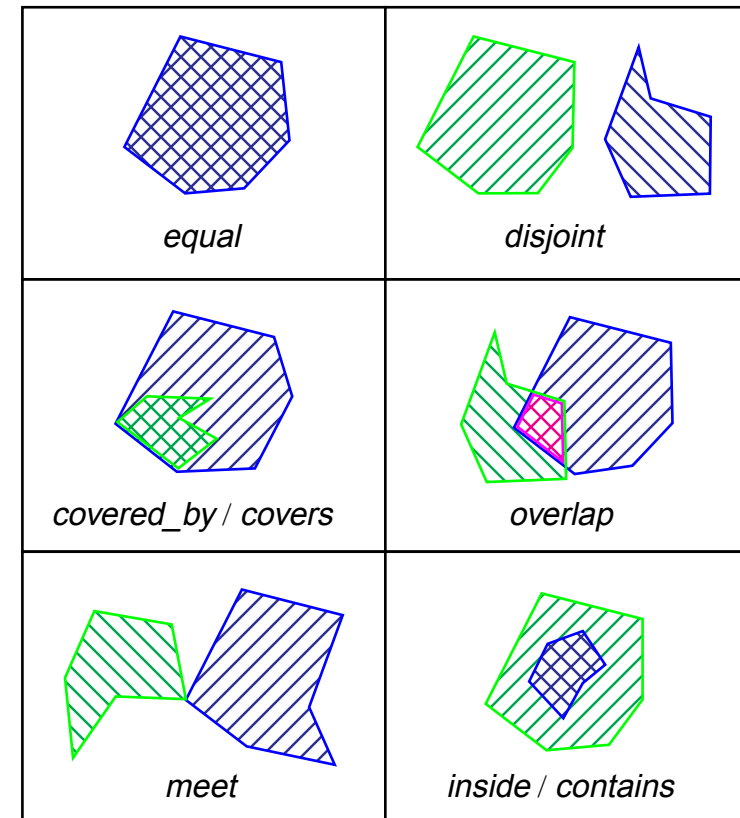 equal
disjoint
covered_by / covers
overlap
meet
inside / contains